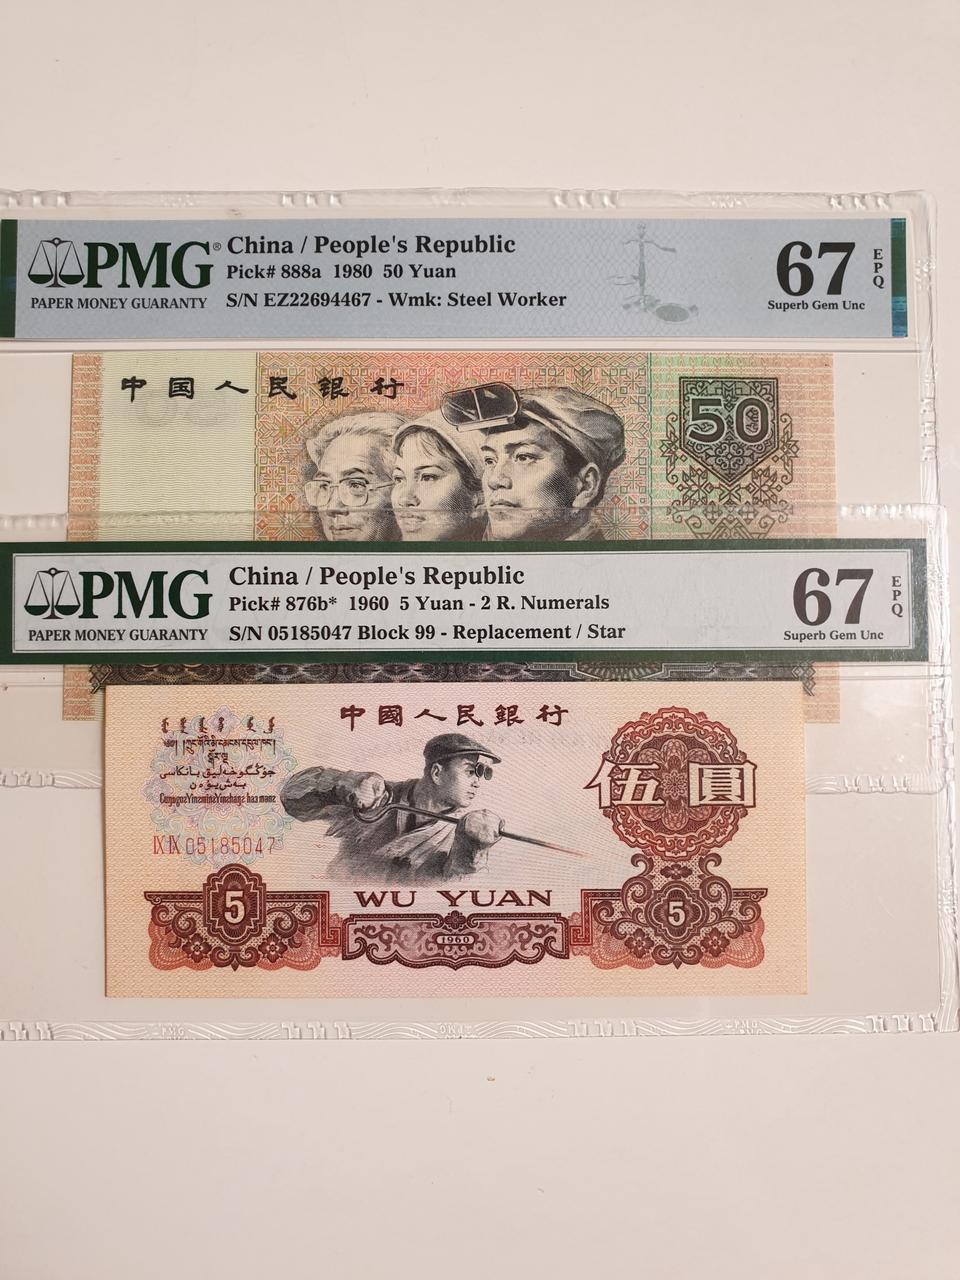 PMG®
PAPER MONEY GUARANTY
China / People's Republic
Pick# 888a 1980 50 Yuan
S/N EZ22694467 - Wmk: Steel Worker
67 EPQ
Superb Gem Unc
中国人民银行
50
PMG
PAPER MONEY GUARANTY
China / People's Republic
Pick# 876b* 1960 5 Yuan - 2 R. Numerals
S/N 05185047 Block 99 - Replacement / Star
67 EPQ
Superb Gem Unc
中國人民銀行
伍圓
IX IX 05185047
WU YUAN
5
1960
5